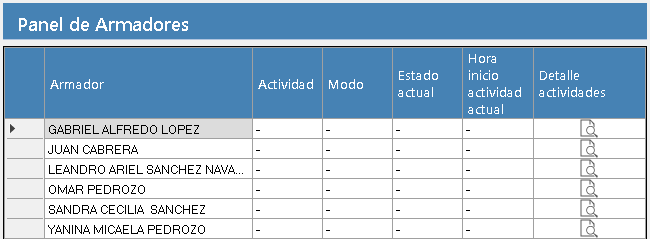 Panel de Armadores
Armador Actividad Modo Estado actual Hora inicio actividad actual Detalle actividades
GABRIEL ALFREDO LOPEZ - - - -
JUAN CABRERA - - - -
LEANDRO ARIEL SANCHEZ NAVA... - - - -
OMAR PEDROZO - - - -
SANDRA CECILIA  SANCHEZ - - - -
YANINA MICAELA PEDROZO - - - -